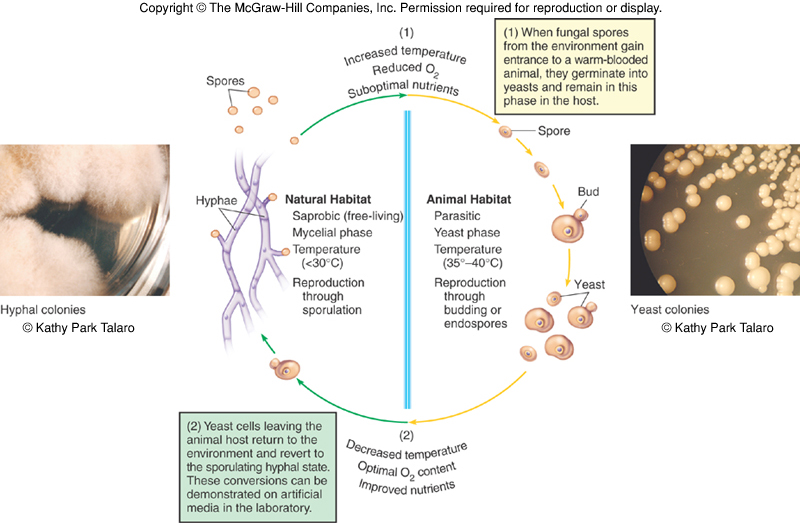 Copyright © The McGraw-Hill Companies, Inc. Permission required for reproduction or display.
(1)
Increased temperature
Reduced O2
Suboptimal nutrients
(1) When fungal spores
from the environment gain
entrance to a warm-blooded
animal, they germinate into
yeasts and remain in this
phase in the host.
Spores
Spore
Bud
Hyphae
Natural Habitat
Saprobic (free-living)
Mycelial phase
Temperature
(<30°C)
Reproduction
through
sporulation
Animal Habitat
Parasitic
Yeast phase
Temperature
(35°–40°C)
Reproduction
through
budding or
endospores
Yeast
Hyphal colonies
© Kathy Park Talaro
Yeast colonies
© Kathy Park Talaro
(2) Yeast cells leaving the
animal host return to the
environment and revert to
the sporulating hyphal state.
These conversions can be
demonstrated on artificial
media in the laboratory.
(2)
Decreased temperature
Optimal O2 content
Improved nutrients